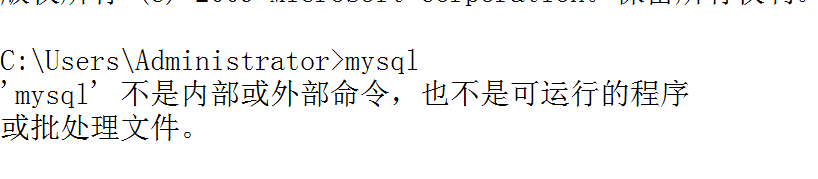 C:\Users\Administrator>mysql
'mysql' 不是内部或外部命令，也不是可运行的程序
或批处理文件。